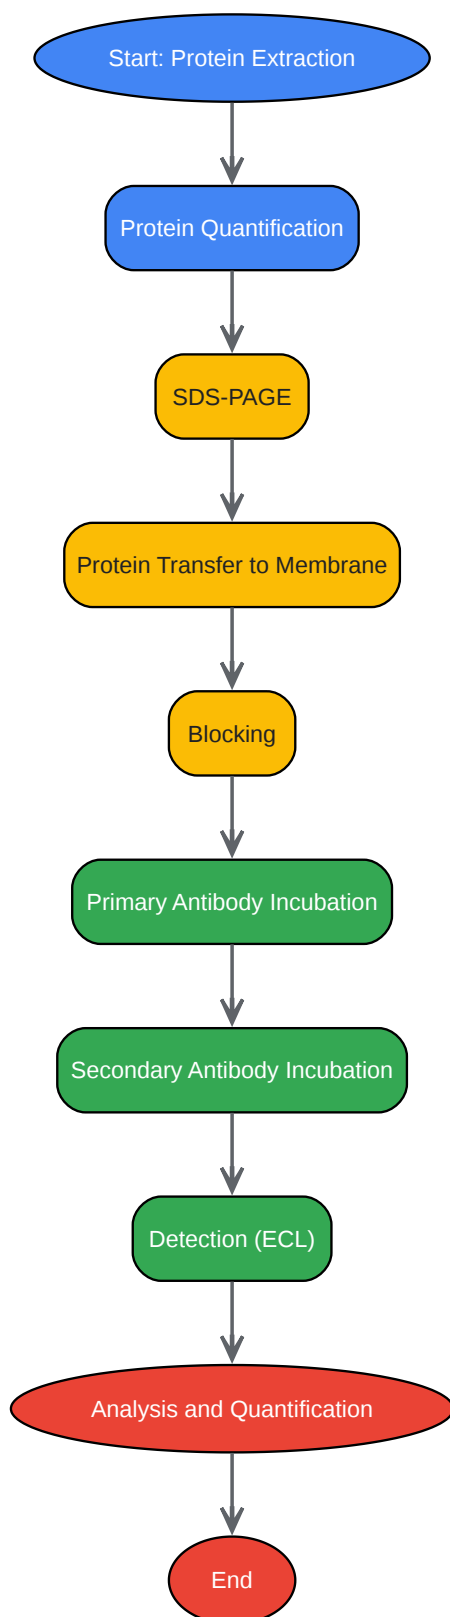 Start: Protein Extraction
Protein Quantification
SDS-PAGE
Protein Transfer to Membrane
Blocking
Primary Antibody Incubation
Secondary Antibody Incubation
Detection (ECL)
Analysis and Quantification
End